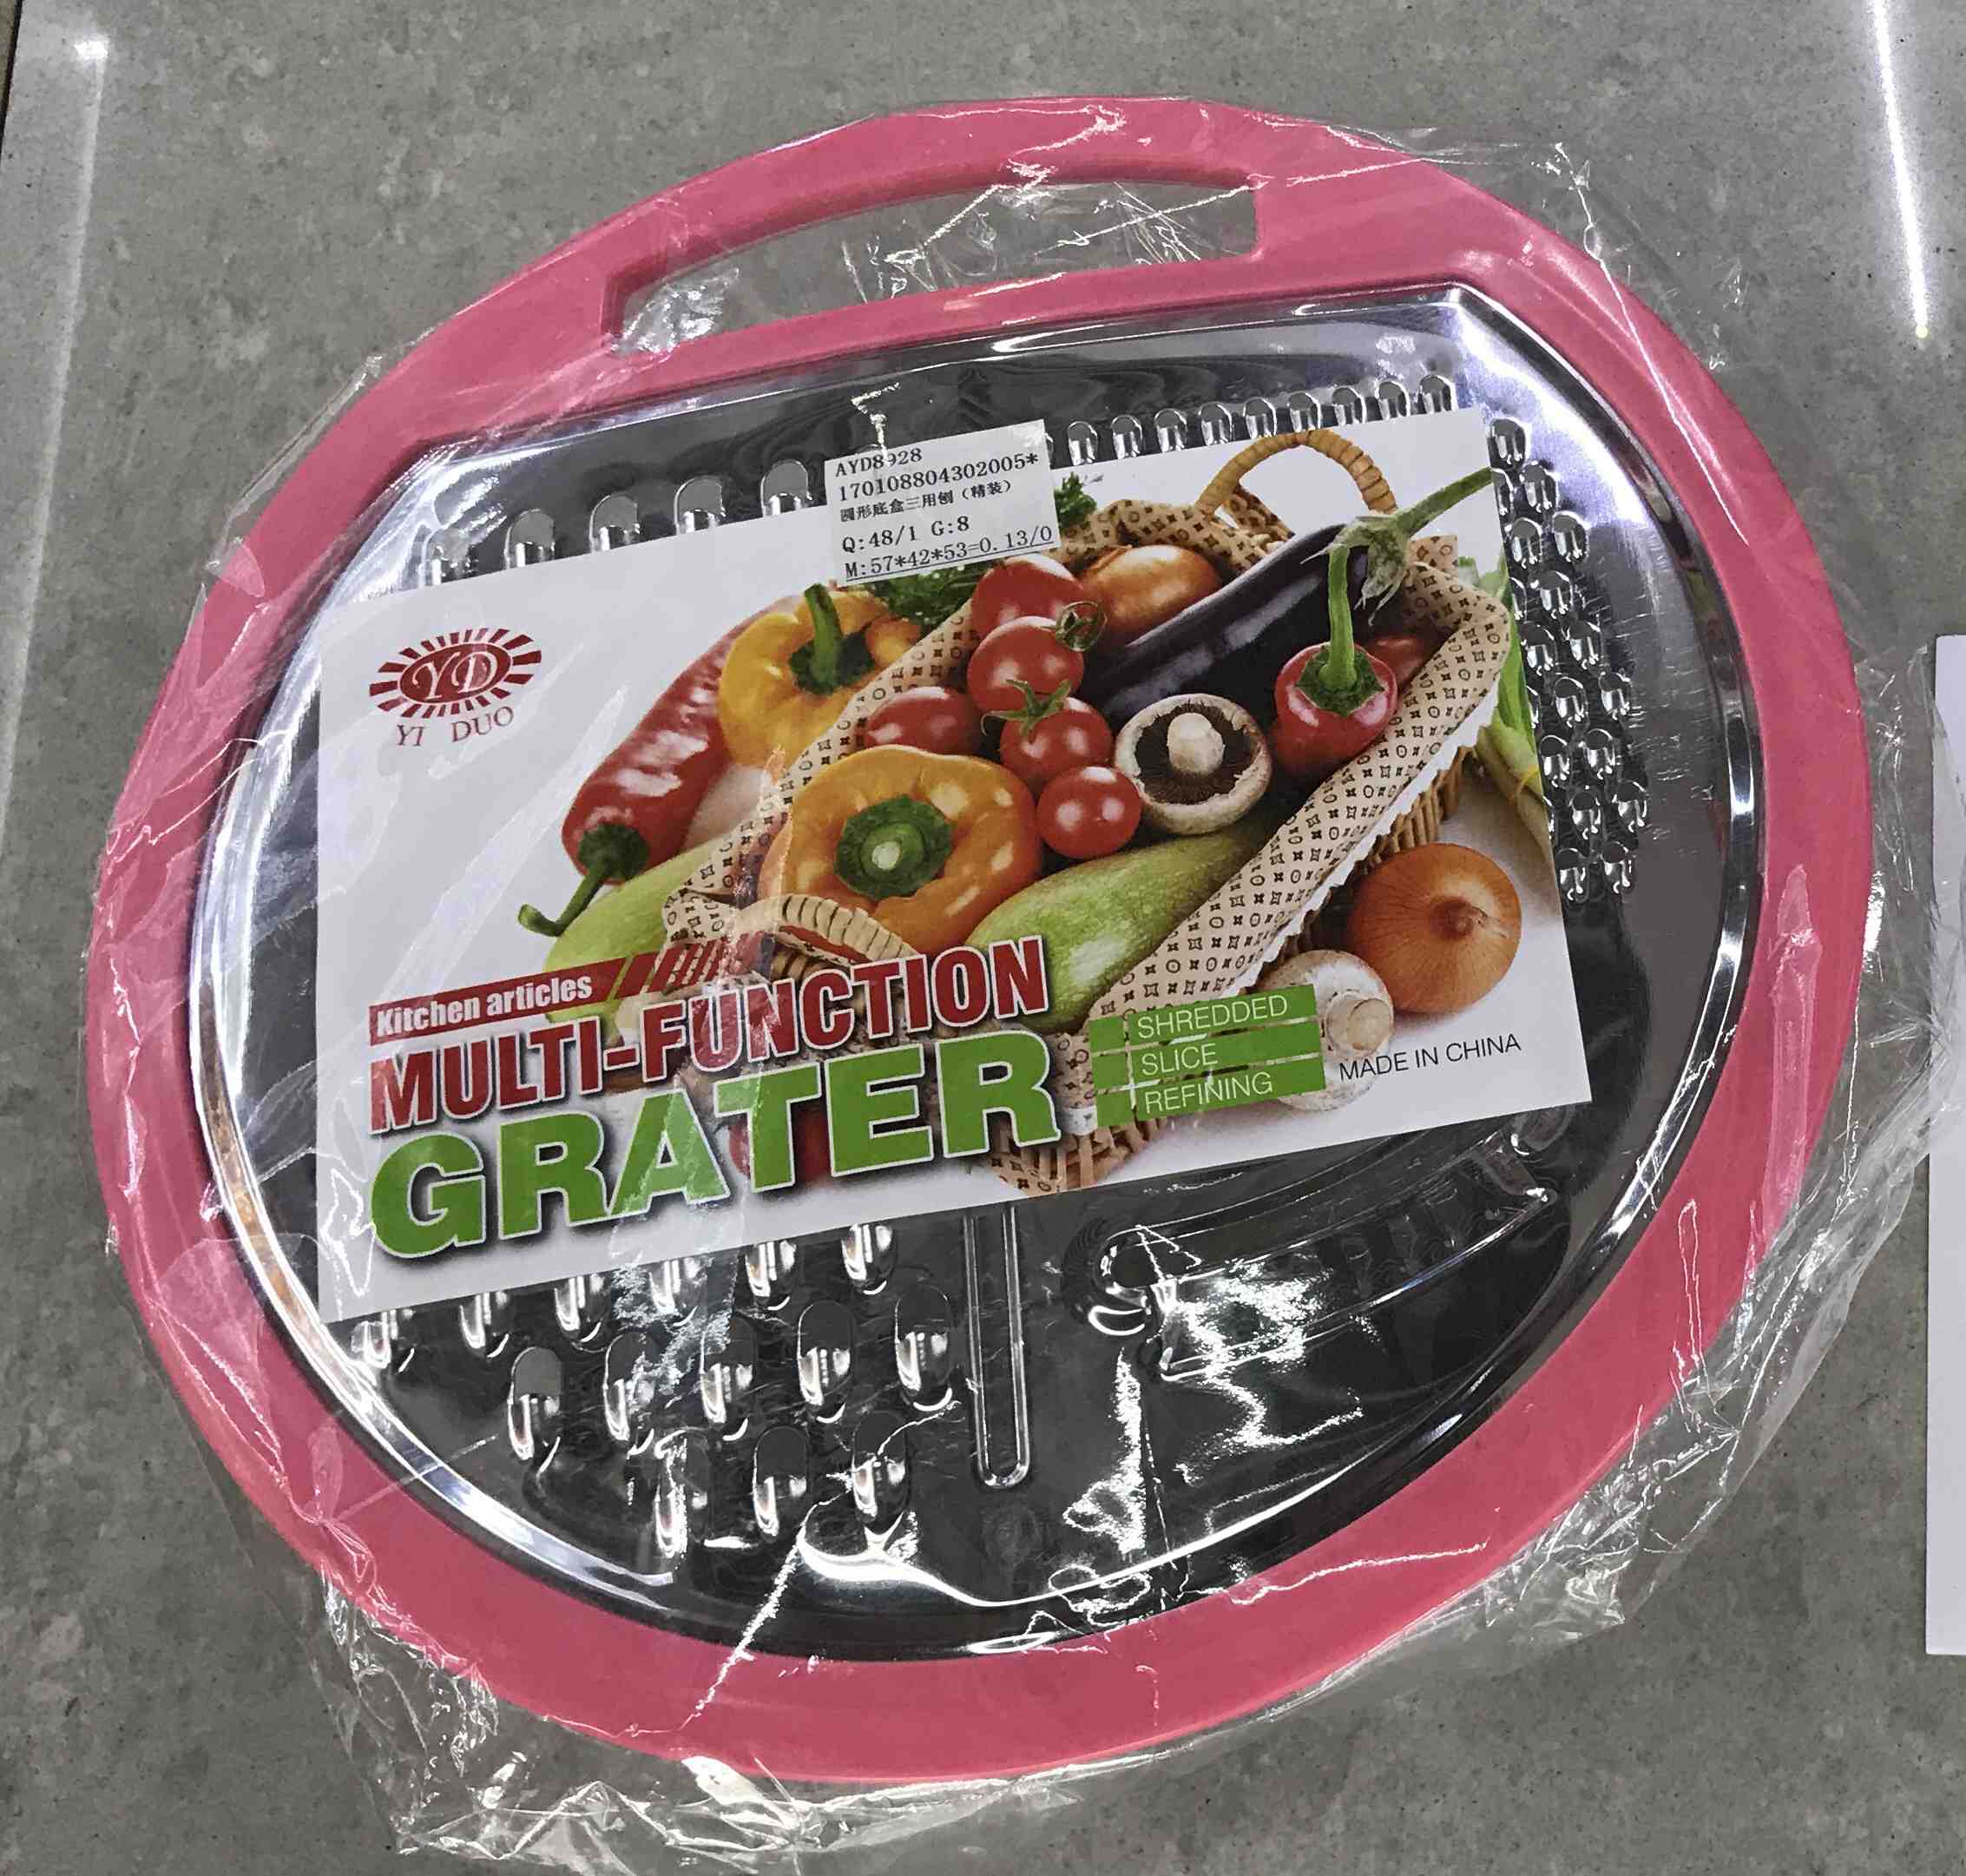 AYD8928
170108804302005*
圆形底盒三用刨（精装）
Q:48/1 G:8
M:57*42*53=0.13/0
YD
YI DUO
Kitchen articles
MULTI-FUNCTION
GRATER
SHREDDED
SLICE
REFINING
MADE IN CHINA